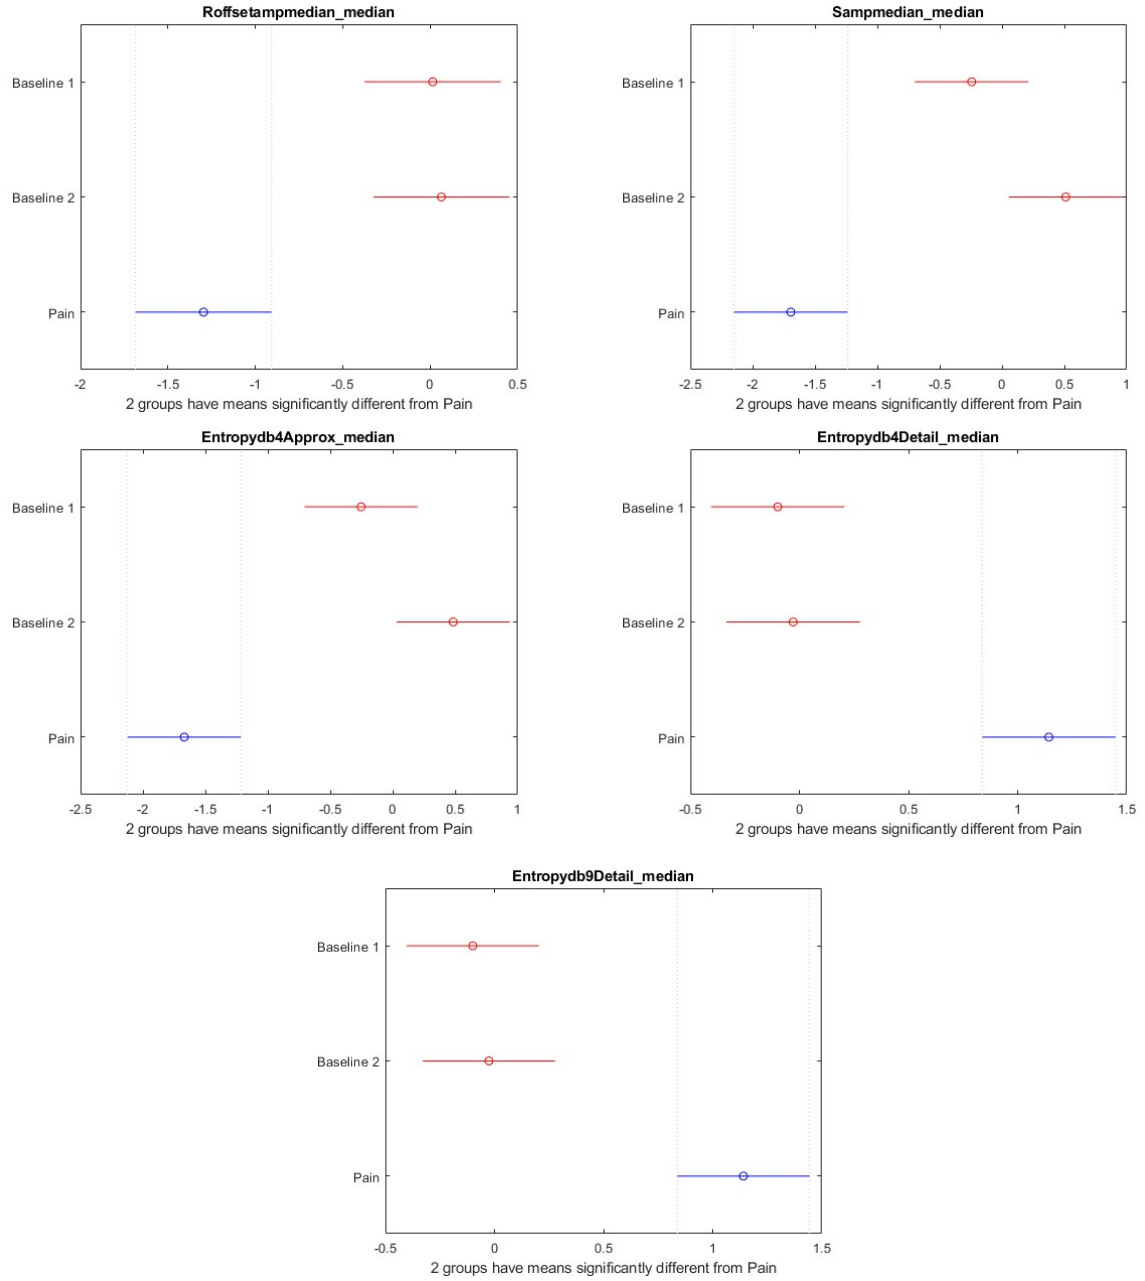 Roffsetampmedian_median
Baseline 1
Baseline 2
Pain
-2 -1.5 -1 -0.5 0 0.5
2 groups have means significantly different from Pain
Sampmedian_median
Baseline 1
Baseline 2
Pain
-2.5 -2 -1.5 -1 -0.5 0 0.5 1
2 groups have means significantly different from Pain
Entropydb4Approx_median
Baseline 1
Baseline 2
Pain
-2.5 -2 -1.5 -1 -0.5 0 0.5 1
2 groups have means significantly different from Pain
Entropydb4Detail_median
Baseline 1
Baseline 2
Pain
-0.5 0 0.5 1 1.5
2 groups have means significantly different from Pain
Entropydb9Detail_median
Baseline 1
Baseline 2
Pain
-0.5 0 0.5 1 1.5
2 groups have means significantly different from Pain